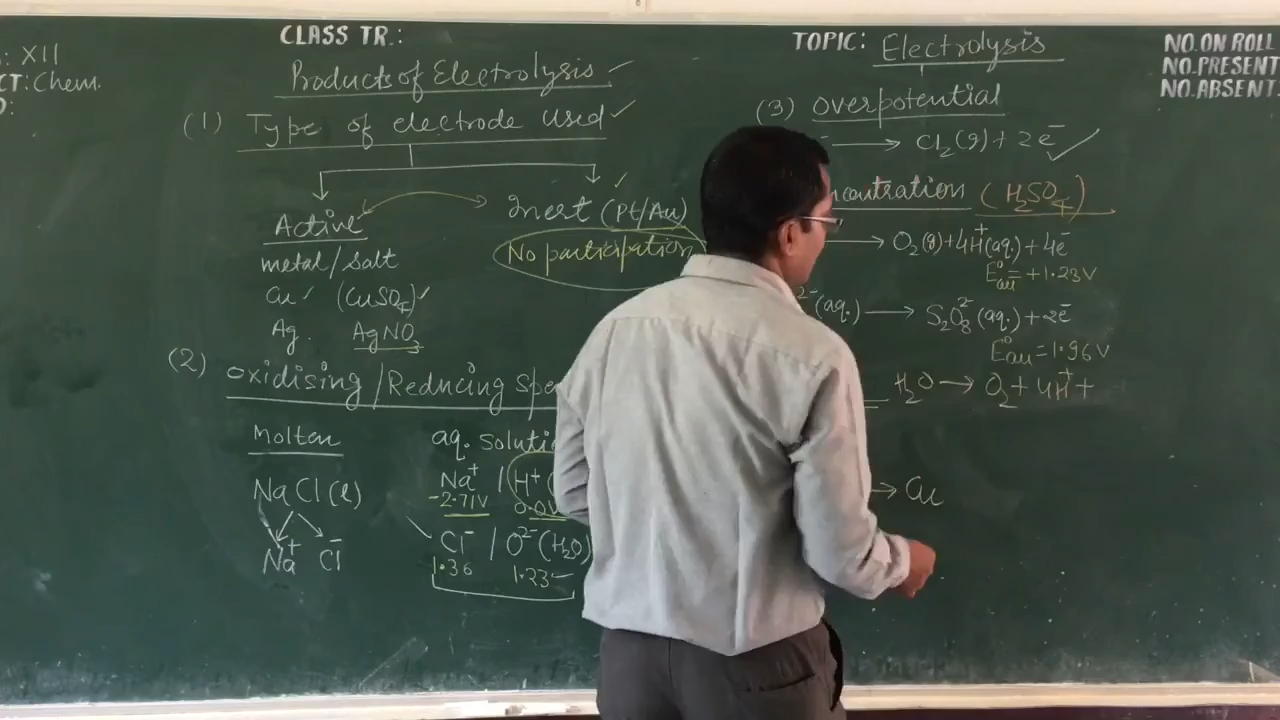 : XII
CT: Chem.
D:
CLASS TR.:
Products of Electrolysis
(1) Type of electrode used
Active
metal/salt
Cu (CuSO4)
Ag. AgNO3
Inert (Pt/Au)
No participation
(2) oxidising/Reducing Spe
Molten
NaCl(l)
Na+ Cl-
aq. solutio
Na+ / H+(
-2.71V 0.0V
Cl- / O2-(H2O)
1.36 1.23
TOPIC: Electrolysis
(3) overpotential
→ Cl2(g) + 2e-
ncentration (H2SO4)
→ O2(g) + 4H+(aq.) + 4e-
E°au = +1.23V
2-(aq.) → S2O8 2-(aq.) + 2e-
E°au = 1.96V
H2O → O2 + 4H+ +
→ Cu
NO. ON ROLL
NO. PRESENT
NO. ABSENT.